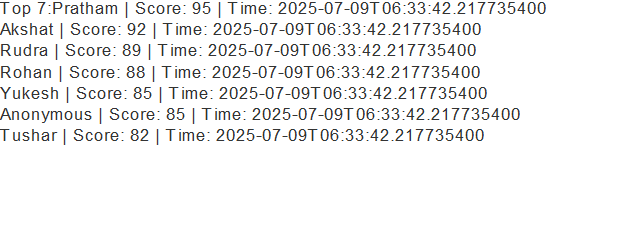 Top 7:Pratham | Score: 95 | Time: 2025-07-09T06:33:42.217735400
Akshat | Score: 92 | Time: 2025-07-09T06:33:42.217735400
Rudra | Score: 89 | Time: 2025-07-09T06:33:42.217735400
Rohan | Score: 88 | Time: 2025-07-09T06:33:42.217735400
Yukesh | Score: 85 | Time: 2025-07-09T06:33:42.217735400
Anonymous | Score: 85 | Time: 2025-07-09T06:33:42.217735400
Tushar | Score: 82 | Time: 2025-07-09T06:33:42.217735400